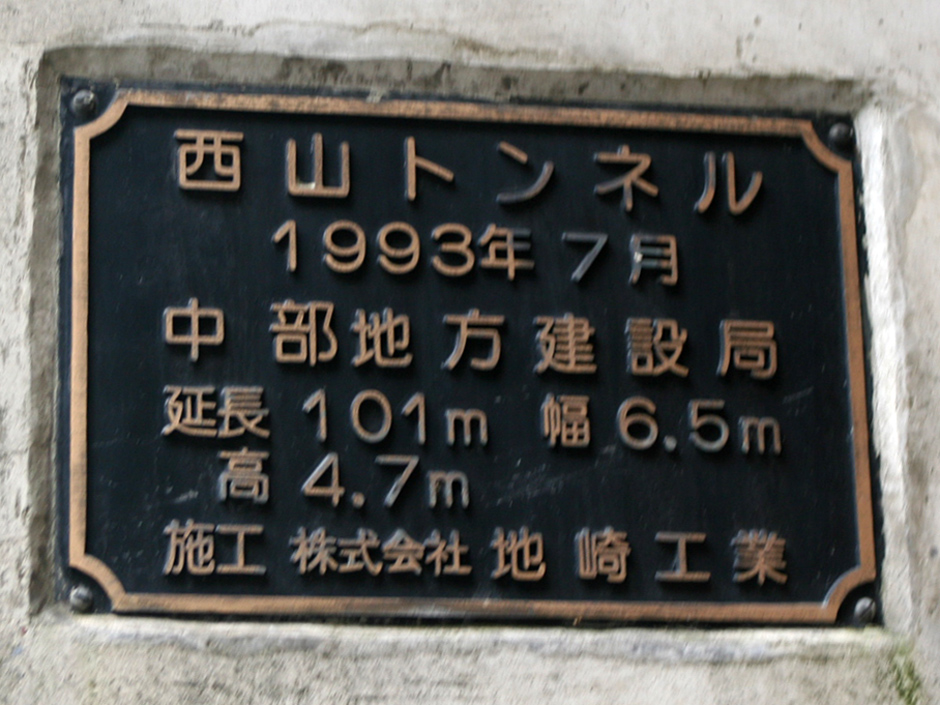 西山トンネル
1993年7月
中部地方建設局
延長 101m 幅 6.5m
高 4.7m
施工 株式会社 地崎工業